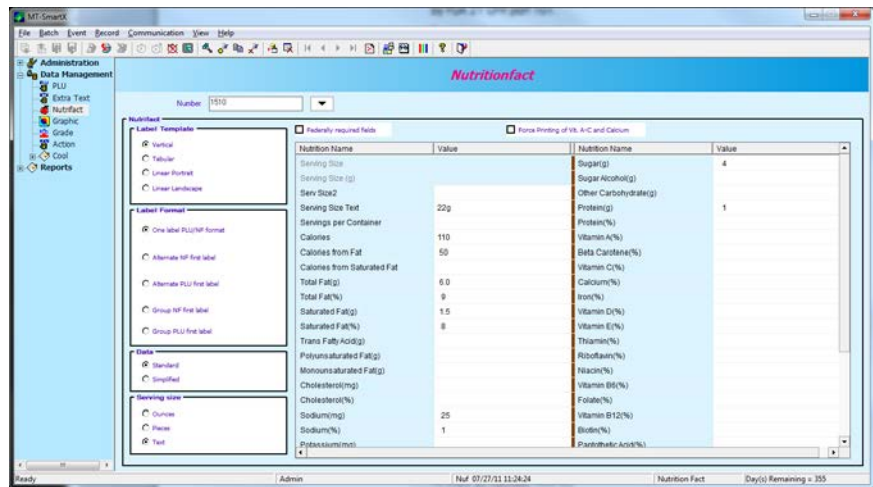 MT-SmartX
File Batch Event Record Communication View Help
Administration
Data Management
PLU
Extra Text
Nutrifact
Graphic
Grade
Action
Cool
Reports
Nutritionfact
Number 1510
Nutrifact
Label Template
Vertical
Tabular
Linear Portrait
Linear Landscape
Label Format
One label PLU/NF format
Alternate NF first label
Alternate PLU first label
Group NF first label
Group PLU first label
Data
Standard
Simplified
Serving size
Ounces
Pieces
Text
Federally required fields Force Printing of Vit. A-C and Calcium
Nutrition Name Value Nutrition Name Value
Serving Size Sugar(g) 4
Serving Size (g) Sugar Alcohol(g)
Serv Size2 Other Carbohydrate(g)
Serving Size Text 22g Protein(g) 1
Servings per Container Protein(%)
Calories 110 Vitamin A(%)
Calories from Fat 50 Beta Carotene(%)
Calories from Saturated Fat Vitamin C(%)
Total Fat(g) 6.0 Calcium(%)
Total Fat(%) 9 Iron(%)
Saturated Fat(g) 1.5 Vitamin D(%)
Saturated Fat(%) 8 Vitamin E(%)
Trans Fatty Acid(g) Thiamin(%)
Polyunsaturated Fat(g) Riboflavin(%)
Monounsaturated Fat(g) Niacin(%)
Cholesterol(mg) Vitamin B6(%)
Cholesterol(%) Folate(%)
Sodium(mg) 25 Vitamin B12(%)
Sodium(%) 1 Biotin(%)
Potassium(mg) Pantothetic Acid(%)
Ready Admin Nuf 07/27/11 11:24:24 Nutrition Fact Day(s) Remaining = 355